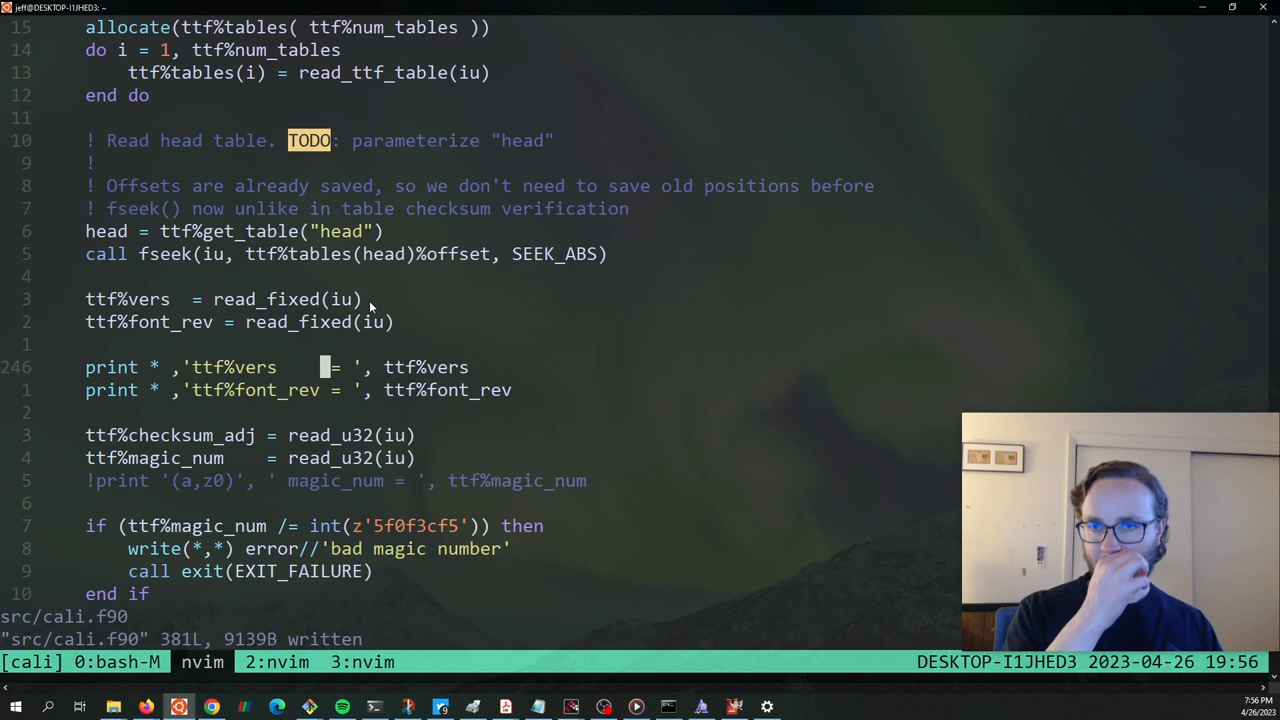 jeff@DESKTOP-I1JHED3: ~
15 allocate(ttf%tables( ttf%num_tables ))
14 do i = 1, ttf%num_tables
13 ttf%tables(i) = read_ttf_table(iu)
12 end do
11
10 ! Read head table. TODO: parameterize "head"
9 !
8 ! Offsets are already saved, so we don't need to save old positions before
7 ! fseek() now unlike in table checksum verification
6 head = ttf%get_table("head")
5 call fseek(iu, ttf%tables(head)%offset, SEEK_ABS)
4
3 ttf%vers = read_fixed(iu)
2 ttf%font_rev = read_fixed(iu)
1
246 print * ,'ttf%vers = ', ttf%vers
1 print * ,'ttf%font_rev = ', ttf%font_rev
2
3 ttf%checksum_adj = read_u32(iu)
4 ttf%magic_num = read_u32(iu)
5 !print '(a,z0)', ' magic_num = ', ttf%magic_num
6
7 if (ttf%magic_num /= int(z'5f0f3cf5')) then
8 write(*,*) error//'bad magic number'
9 call exit(EXIT_FAILURE)
10 end if
src/cali.f90
"src/cali.f90" 381L, 9139B written
[cali] 0:bash-M nvim 2:nvim 3:nvim DESKTOP-I1JHED3 2023-04-26 19:56
7:56 PM
4/26/2023